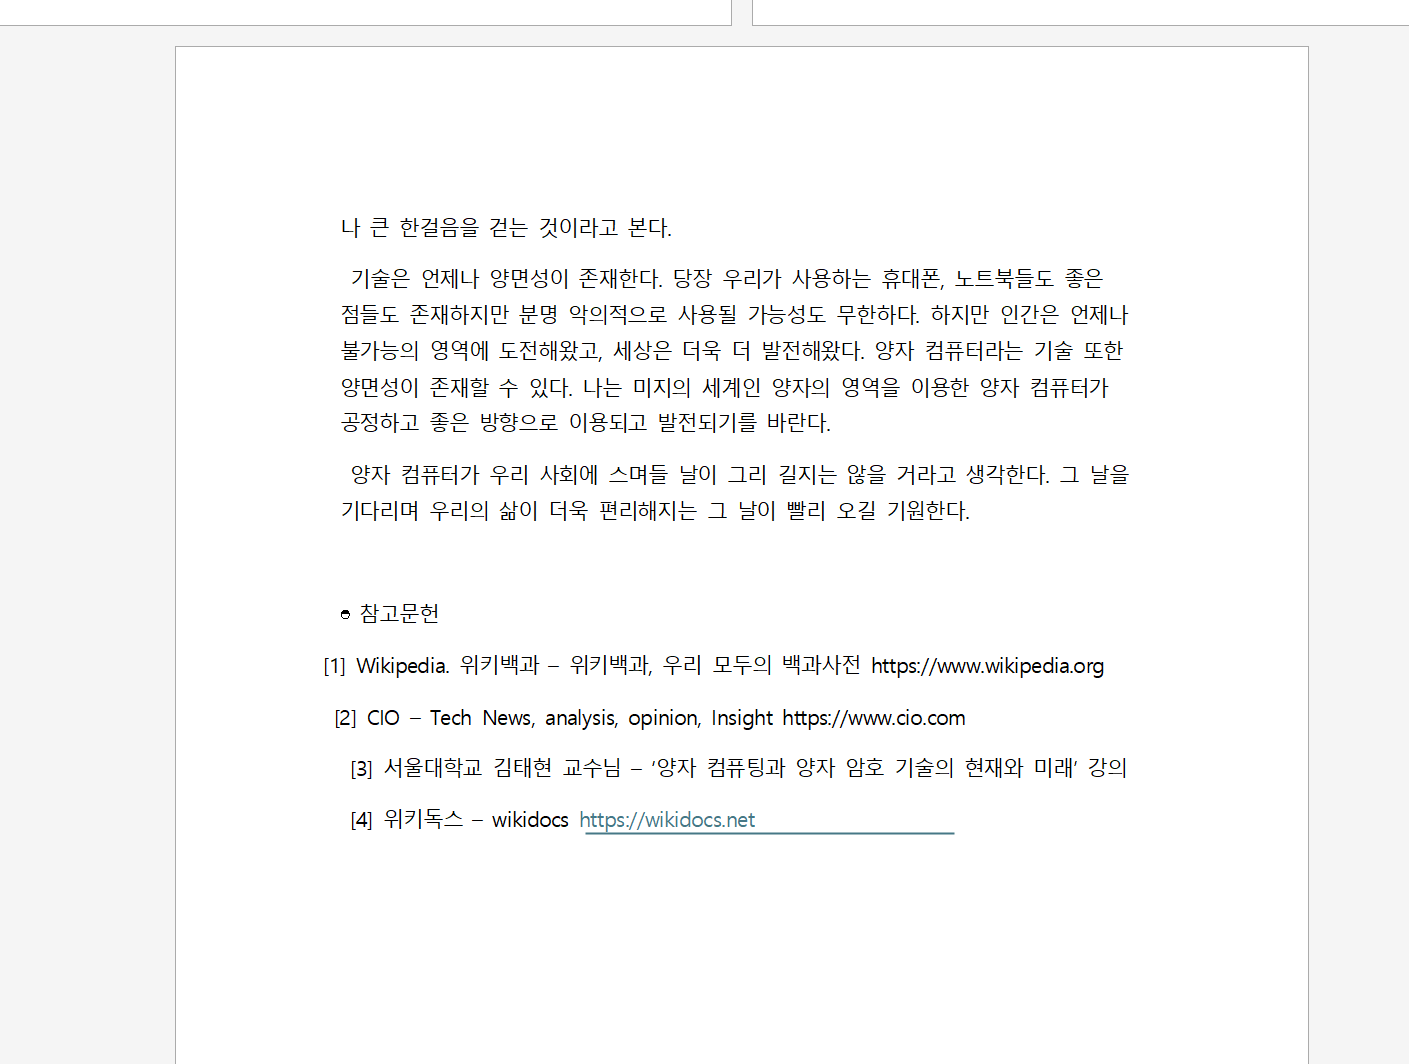 나 큰 한걸음을 걷는 것이라고 본다.
기술은 언제나 양면성이 존재한다. 당장 우리가 사용하는 휴대폰, 노트북들도 좋은
점들도 존재하지만 분명 악의적으로 사용될 가능성도 무한하다. 하지만 인간은 언제나
불가능의 영역에 도전해왔고, 세상은 더욱 더 발전해왔다. 양자 컴퓨터라는 기술 또한
양면성이 존재할 수 있다. 나는 미지의 세계인 양자의 영역을 이용한 양자 컴퓨터가
공정하고 좋은 방향으로 이용되고 발전되기를 바란다.
양자 컴퓨터가 우리 사회에 스며들 날이 그리 길지는 않을 거라고 생각한다. 그 날을
기다리며 우리의 삶이 더욱 편리해지는 그 날이 빨리 오길 기원한다.
참고문헌
[1] Wikipedia. 위키백과 – 위키백과, 우리 모두의 백과사전 https://www.wikipedia.org
[2] CIO – Tech News, analysis, opinion, Insight https://www.cio.com
[3] 서울대학교 김태현 교수님 – ‘양자 컴퓨팅과 양자 암호 기술의 현재와 미래’ 강의
[4] 위키독스 – wikidocs https://wikidocs.net